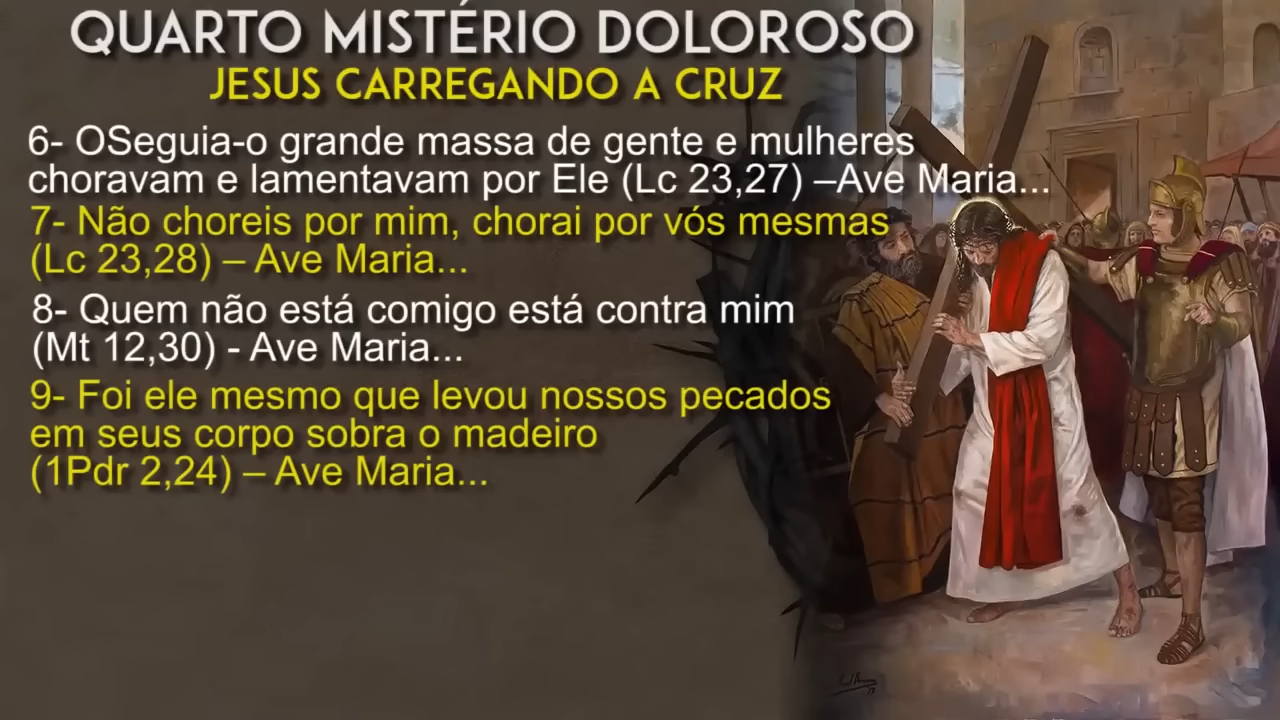 QUARTO MISTÉRIO DOLOROSO
JESUS CARREGANDO A CRUZ
6- OSeguia-o grande massa de gente e mulheres
choravam e lamentavam por Ele (Lc 23,27) –Ave Maria...
7- Não choreis por mim, chorai por vós mesmas
(Lc 23,28) – Ave Maria...
8- Quem não está comigo está contra mim
(Mt 12,30) - Ave Maria...
9- Foi ele mesmo que levou nossos pecados
em seus corpo sobra o madeiro
(1Pdr 2,24) – Ave Maria...